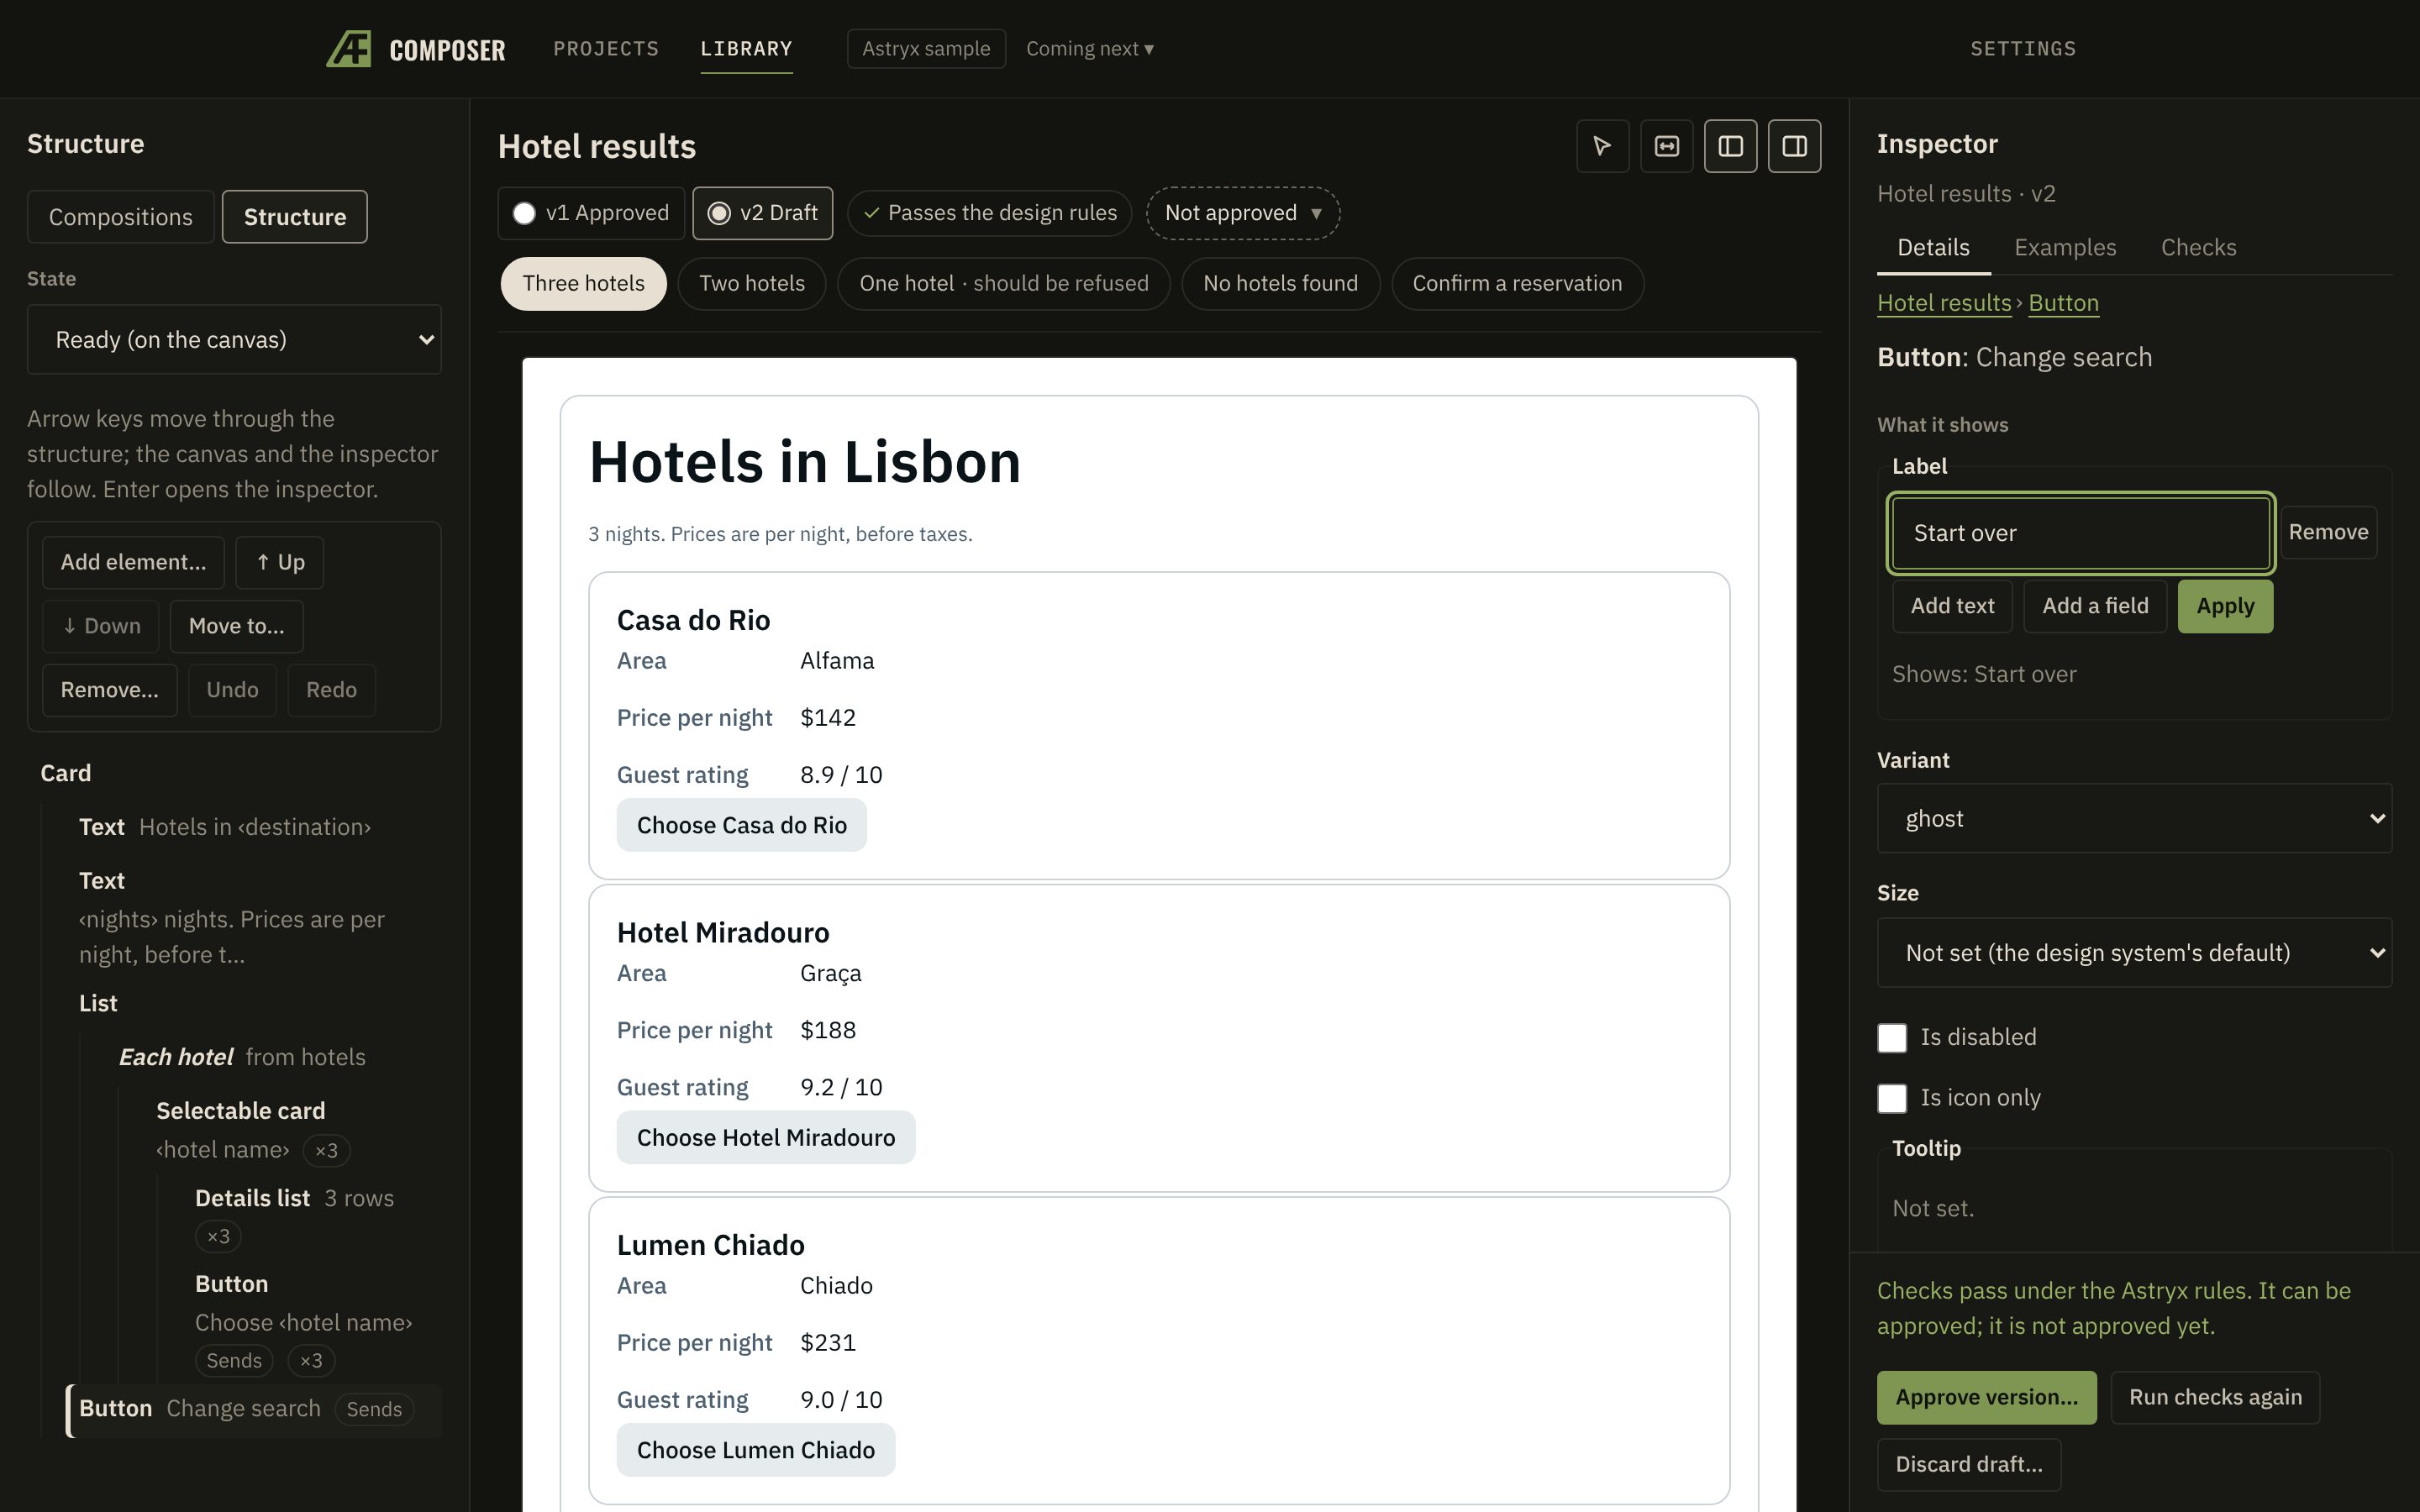 COMPOSER
PROJECTS
LIBRARY
Astryx sample
Coming next ▾
SETTINGS
Structure
Compositions
Structure
State
Ready (on the canvas)
Arrow keys move through the
structure; the canvas and the inspector
follow. Enter opens the inspector.
Add element...
↑ Up
↓ Down
Move to...
Remove...
Undo
Redo
Card
Text Hotels in ‹destination›
Text
‹nights› nights. Prices are per
night, before t...
List
Each hotel from hotels
Selectable card
‹hotel name› ×3
Details list 3 rows
×3
Button
Choose ‹hotel name›
Sends ×3
Button Change search Sends
Hotel results
v1 Approved
v2 Draft
✓ Passes the design rules
Not approved ▾
Three hotels
Two hotels
One hotel · should be refused
No hotels found
Confirm a reservation
Hotels in Lisbon
3 nights. Prices are per night, before taxes.
Casa do Rio
Area Alfama
Price per night $142
Guest rating 8.9 / 10
Choose Casa do Rio
Hotel Miradouro
Area Graça
Price per night $188
Guest rating 9.2 / 10
Choose Hotel Miradouro
Lumen Chiado
Area Chiado
Price per night $231
Guest rating 9.0 / 10
Choose Lumen Chiado
Inspector
Hotel results · v2
Details
Examples
Checks
Hotel results › Button
Button: Change search
What it shows
Label
Start over
Remove
Add text
Add a field
Apply
Shows: Start over
Variant
ghost
Size
Not set (the design system's default)
Is disabled
Is icon only
Tooltip
Not set.
Checks pass under the Astryx rules. It can be
approved; it is not approved yet.
Approve version...
Run checks again
Discard draft...